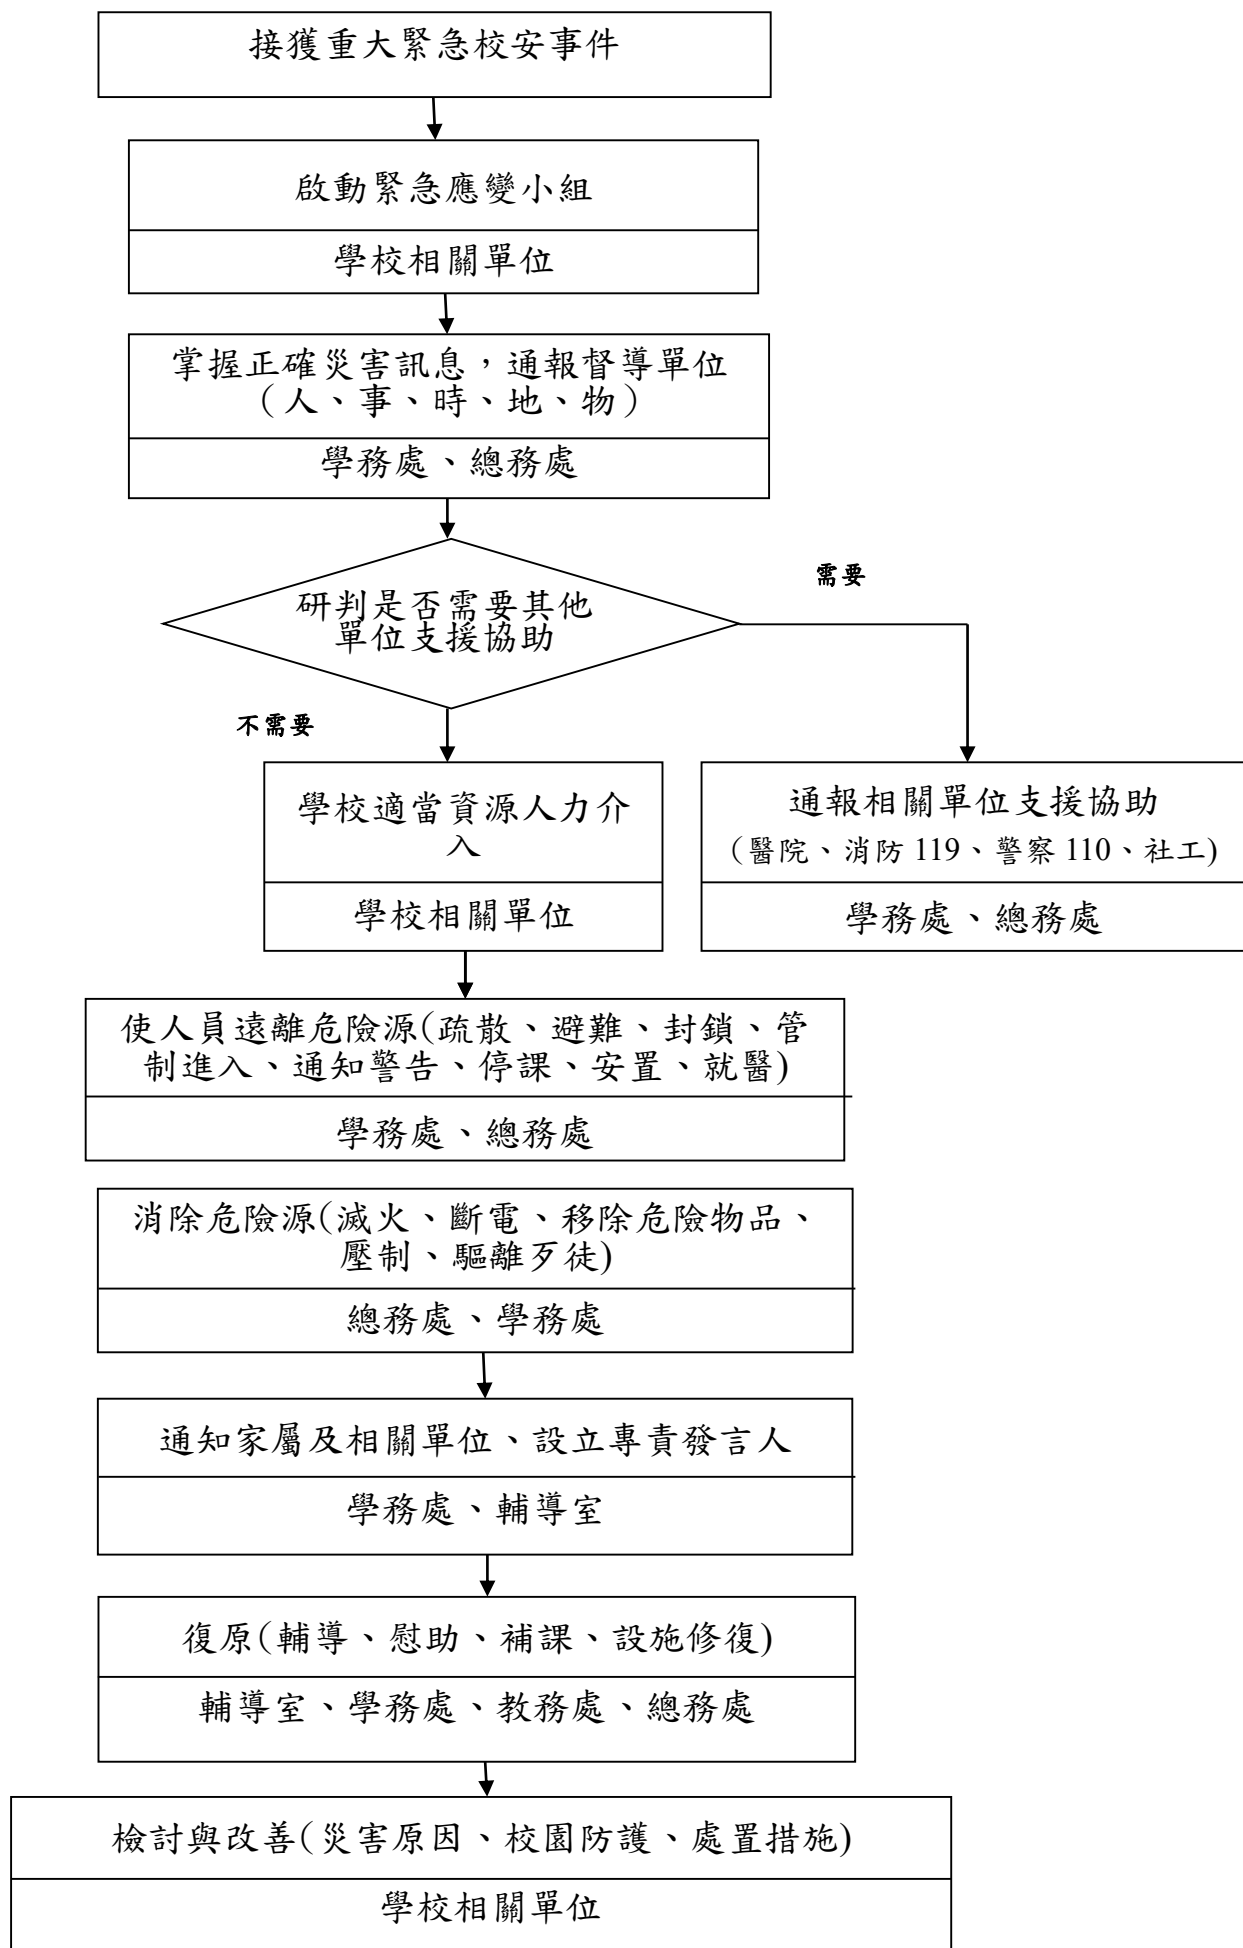 接獲重大緊急校安事件
啟動緊急應變小組
學校相關單位
掌握正確災害訊息，通報督導單位
（人、事、時、地、物）
學務處、總務處
需要
研判是否需要其他
單位支援協助
不需要
學校適當資源人力介
入
學校相關單位
通報相關單位支援協助
（醫院、消防 119、警察 110、社工)
學務處、總務處
使人員遠離危險源(疏散、避難、封鎖、管
制進入、通知警告、停課、安置、就醫)
學務處、總務處
消除危險源(滅火、斷電、移除危險物品、
壓制、驅離歹徒)
總務處、學務處
通知家屬及相關單位、設立專責發言人
學務處、輔導室
復原(輔導、慰助、補課、設施修復)
輔導室、學務處、教務處、總務處
檢討與改善(災害原因、校園防護、處置措施)
學校相關單位